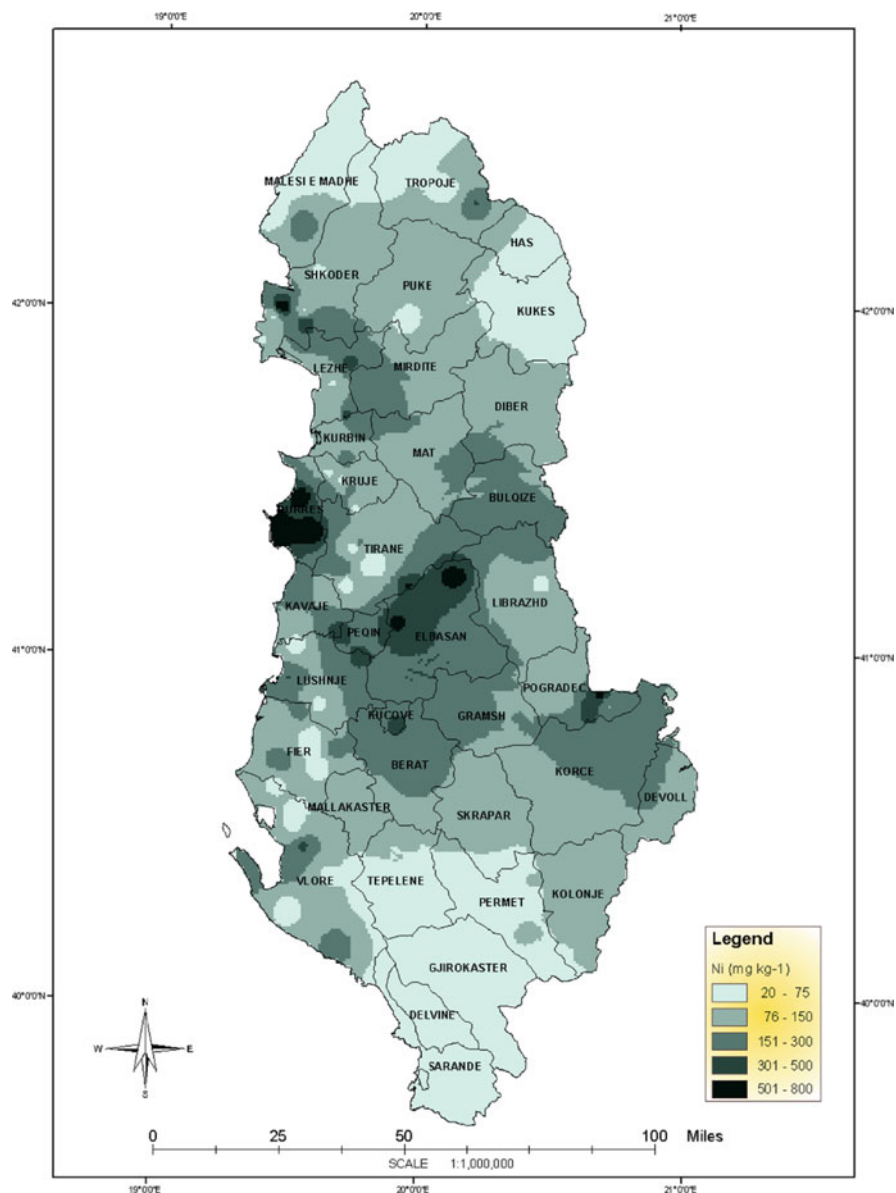 19°0'0"E 20°0'0"E 21°0'0"E
MALESI E MADHE
TROPOJE
HAS
SHKODER
PUKE
42°0'0"N 42°0'0"N
KUKES
LEZHE
MIRDITE
DIBER
KURBIN
MAT
KRUJE
BULQIZE
DURRES
TIRANE
LIBRAZHD
KAVAJE
PEQIN
ELBASAN
41°0'0"N 41°0'0"N
LUSHNJE
POGRADEC
KUCOVE
GRAMSH
FIER
BERAT
KORCE
DEVOLL
MALLAKASTER
SKRAPAR
VLORE
TEPELENE
PERMET
KOLONJE
GJIROKASTER
40°0'0"N 40°0'0"N
DELVINE
SARANDE
Legend
Ni (mg kg-1)
20 - 75
76 - 150
151 - 300
301 - 500
501 - 800
N
W E
S
0 25 50 100 Miles
SCALE 1:1,000,000
19°0'0"E 20°0'0"E 21°0'0"E